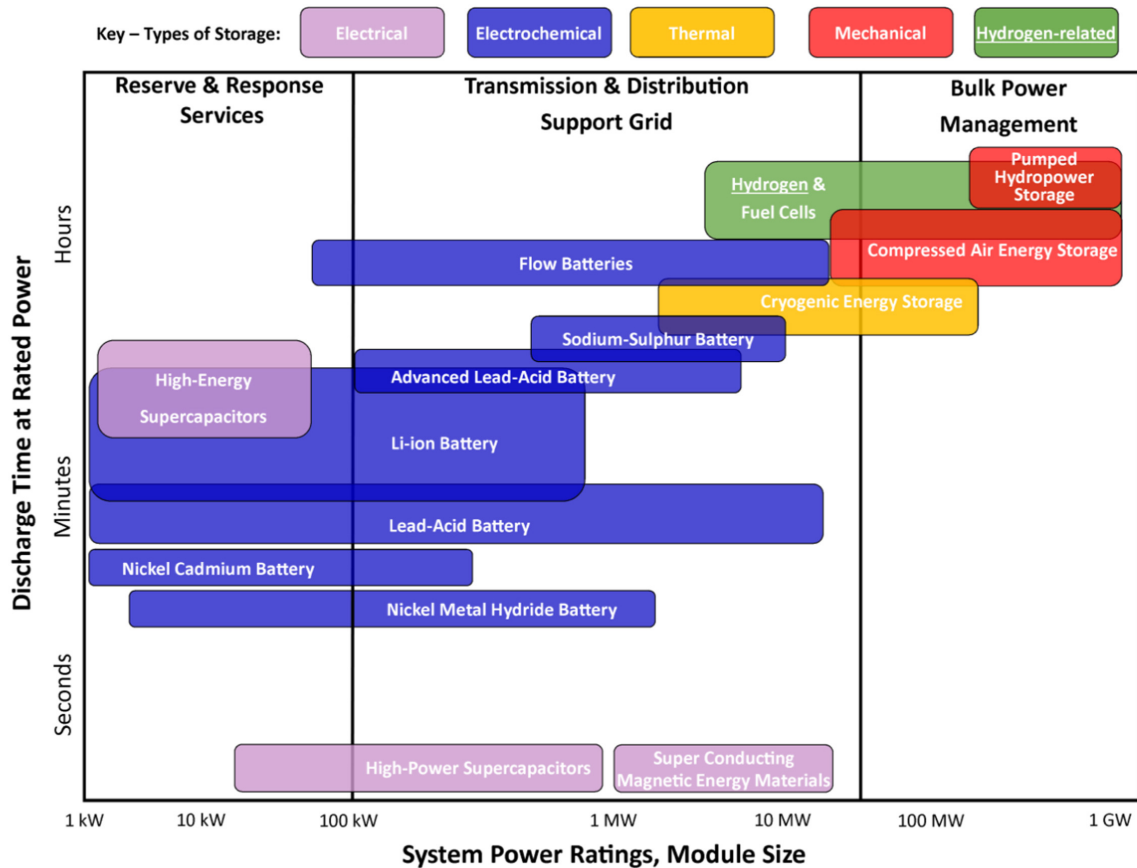 Key – Types of Storage: Electrical Electrochemical Thermal Mechanical Hydrogen-related
Reserve & Response
Services
Transmission & Distribution
Support Grid
Bulk Power
Management
Pumped
Hydropower
Storage
Hydrogen &
Fuel Cells
Compressed Air Energy Storage
Flow Batteries
Cryogenic Energy Storage
Sodium-Sulphur Battery
Advanced Lead-Acid Battery
High-Energy
Supercapacitors
Li-ion Battery
Lead-Acid Battery
Nickel Cadmium Battery
Nickel Metal Hydride Battery
High-Power Supercapacitors
Super Conducting
Magnetic Energy Materials
Discharge Time at Rated Power
Hours
Minutes
Seconds
1 kW 10 kW 100 kW 1 MW 10 MW 100 MW 1 GW
System Power Ratings, Module Size